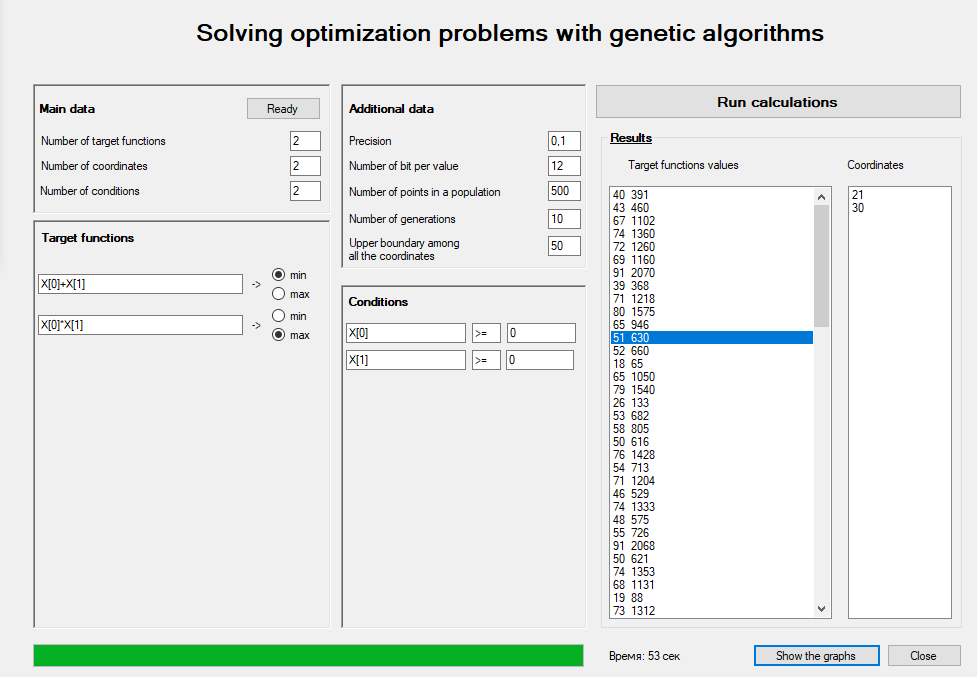 Solving optimization problems with genetic algorithms
Main data
Ready
Number of target functions
2
Number of coordinates
2
Number of conditions
2
Target functions
X[0]+X[1]
->
min
max
X[0]*X[1]
->
min
max
Additional data
Precision
0,1
Number of bit per value
12
Number of points in a population
500
Number of generations
10
Upper boundary among
all the coordinates
50
Conditions
X[0]
>=
0
X[1]
>=
0
Run calculations
Results
Target functions values
40 391
43 460
67 1102
74 1360
72 1260
69 1160
91 2070
39 368
71 1218
80 1575
65 946
51 630
52 660
18 65
65 1050
79 1540
26 133
53 682
58 805
50 616
76 1428
54 713
71 1204
46 529
74 1333
48 575
55 726
91 2068
50 621
74 1353
68 1131
19 88
73 1312
Coordinates
21
30
Время: 53 сек
Show the graphs
Close